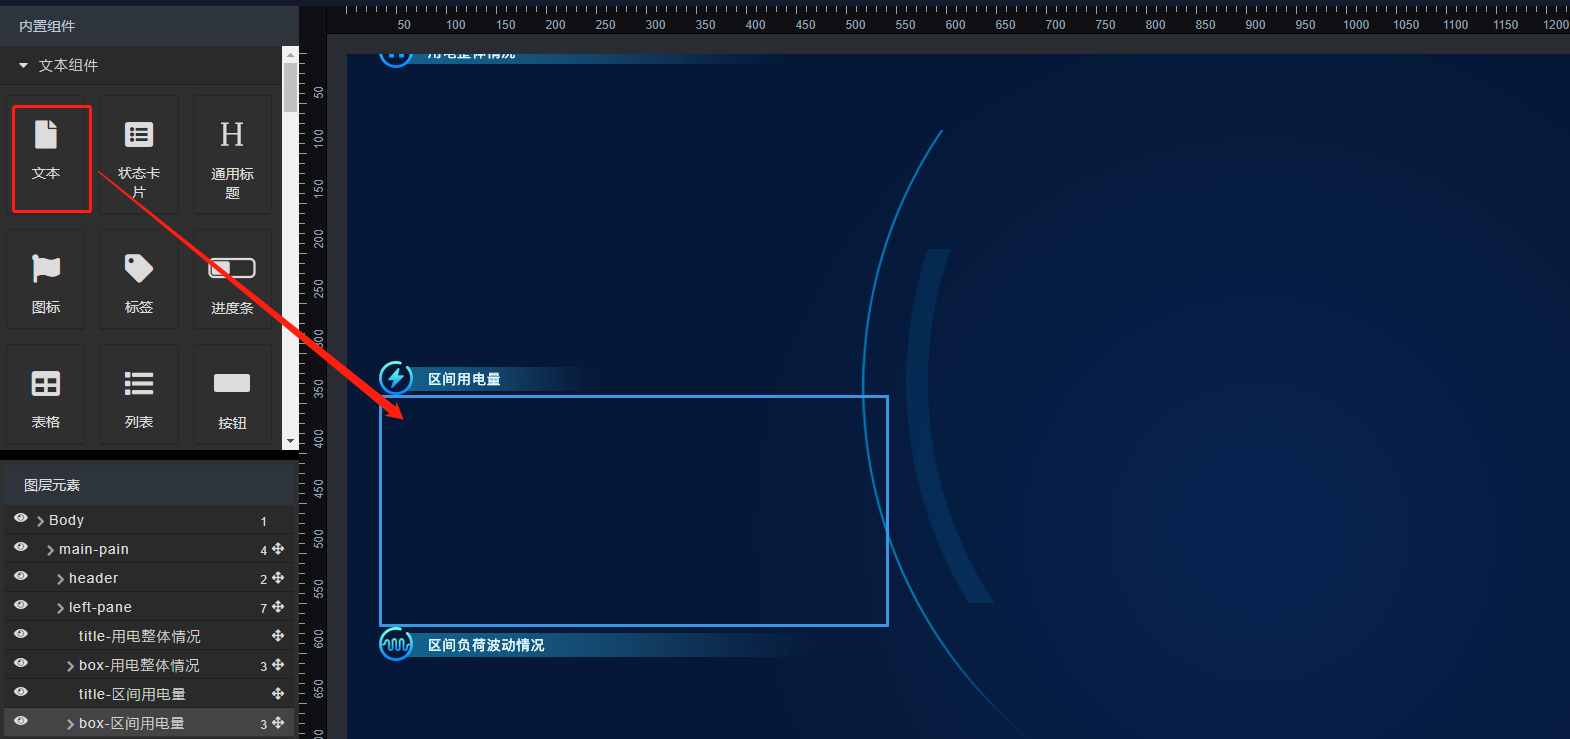 内置组件
文本组件
文本
状态卡
片
通用标
题
图标
标签
进度条
表格
列表
按钮
图层元素
Body 1
main-pain 4
header 2
left-pane 7
title-用电整体情况
box-用电整体情况 3
title-区间用电量
box-区间用电量 3
50 100 150 200 250 300 350 400 450 500 550 600 650 700 750 800 850 900 950 1000 1050 1100 1150 1200
50
100
150
200
250
300
350
400
450
500
550
600
650
用电整体情况
区间用电量
区间负荷波动情况